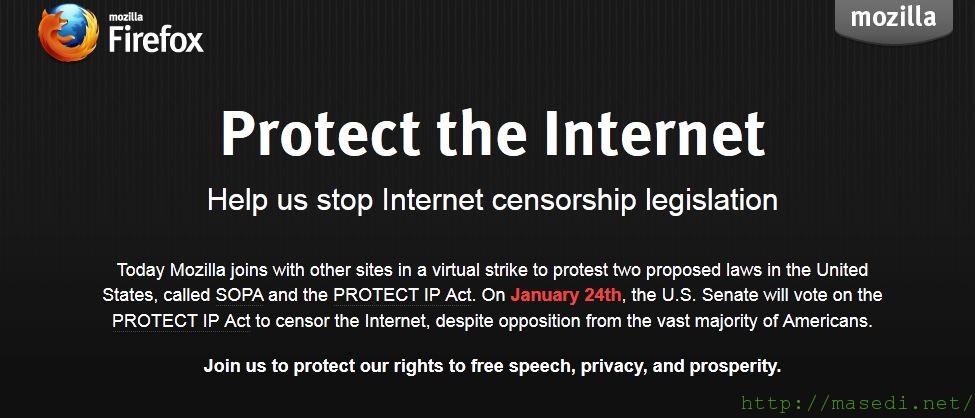 mozilla
Firefox
mozilla
Protect the Internet
Help us stop Internet censorship legislation
Today Mozilla joins with other sites in a virtual strike to protest two proposed laws in the United
States, called SOPA and the PROTECT IP Act. On January 24th, the U.S. Senate will vote on the
PROTECT IP Act to censor the Internet, despite opposition from the vast majority of Americans.
Join us to protect our rights to free speech, privacy, and prosperity.
http://masedi.net/